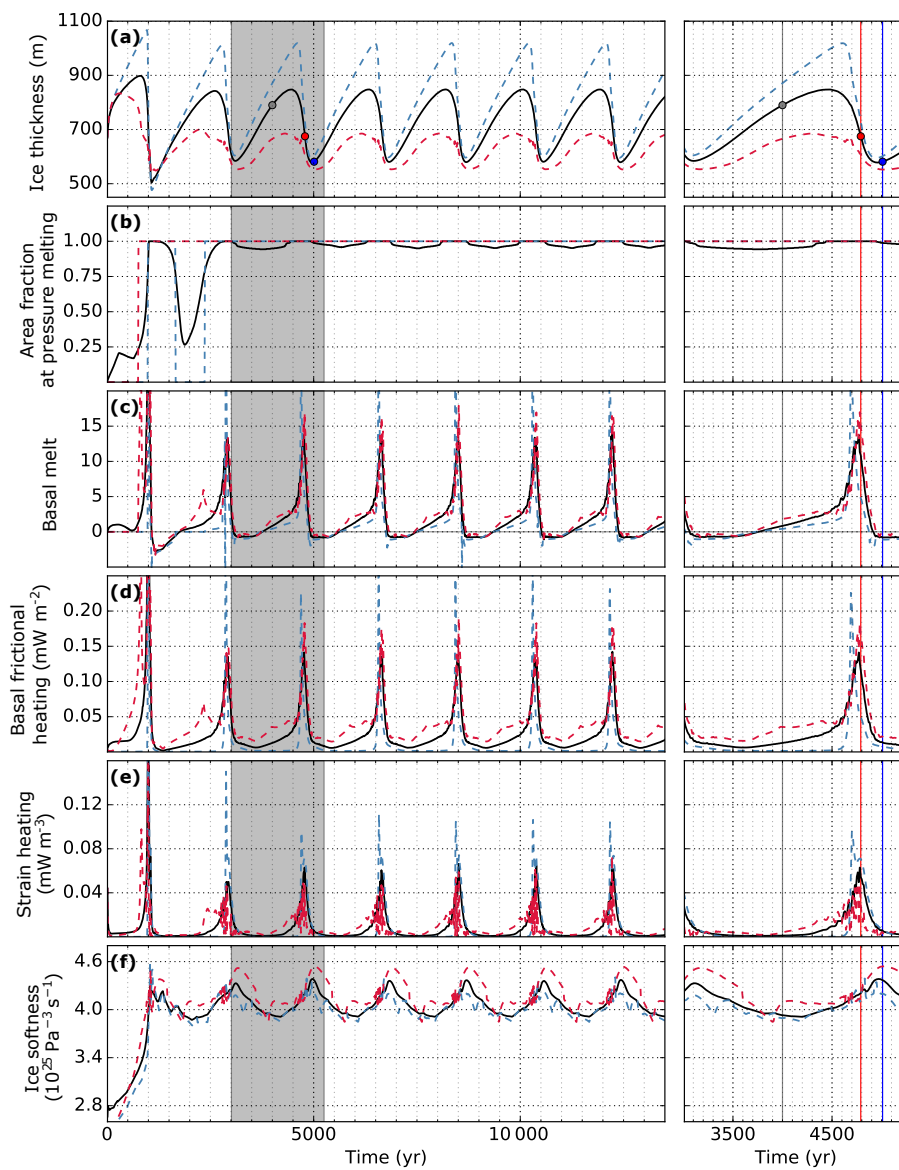 (a)
Ice thickness (m)
1100
900
700
500
(b)
Area fraction
at pressure melting
1.00
0.75
0.50
0.25
(c)
Basal melt
15
10
5
0
(d)
Basal frictional
heating (mW m⁻²)
0.20
0.15
0.10
0.05
(e)
Strain heating
(mW m⁻³)
0.12
0.08
0.04
(f)
Ice softness
(10²⁵ Pa⁻³ s⁻¹)
4.6
4.0
3.4
2.8
0 5000 10 000
Time (yr)
3500 4500
Time (yr)